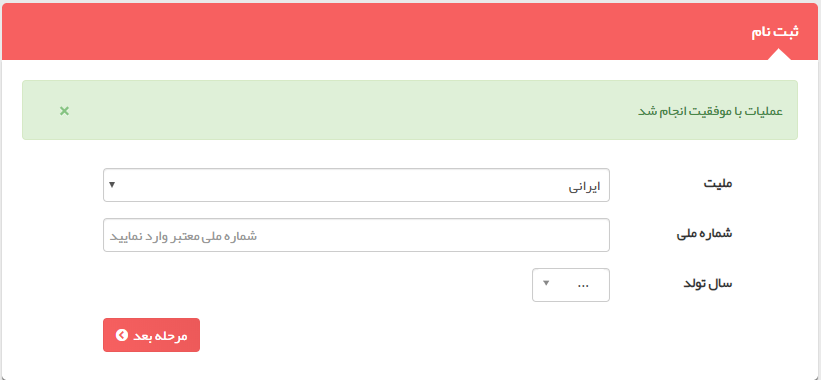 ثبت نام
عملیات با موفقیت انجام شد ×
ملیت ایرانی
شماره ملی شماره ملی معتبر وارد نمایید
سال تولد ...
مرحله بعد